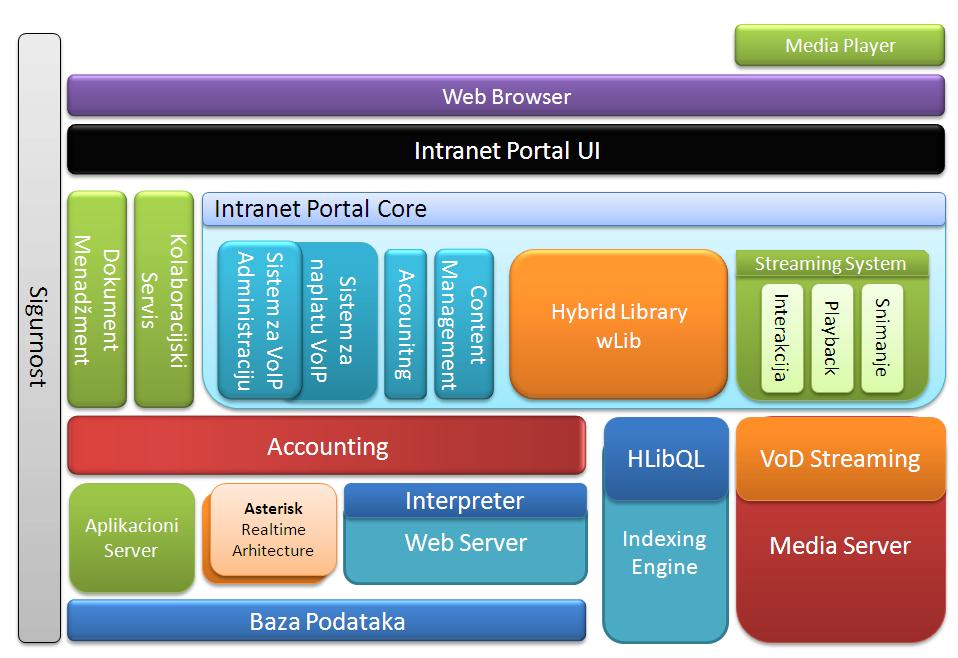 Media Player
Web Browser
Intranet Portal UI
Sigurnost
Dokument
Menadžment
Kolaboracijski
Servis
Intranet Portal Core
Sistem za VoIP
Administraciju
Sistem za
naplatu VoIP
Accounitng
Content
Management
Hybrid Library
wLib
Streaming System
Interakcija
Playback
Snimanje
Accounting
HLibQL
VoD Streaming
Aplikacioni
Server
Asterisk
Realtime
Arhitecture
Interpreter
Web Server
Indexing
Engine
Media Server
Baza Podataka